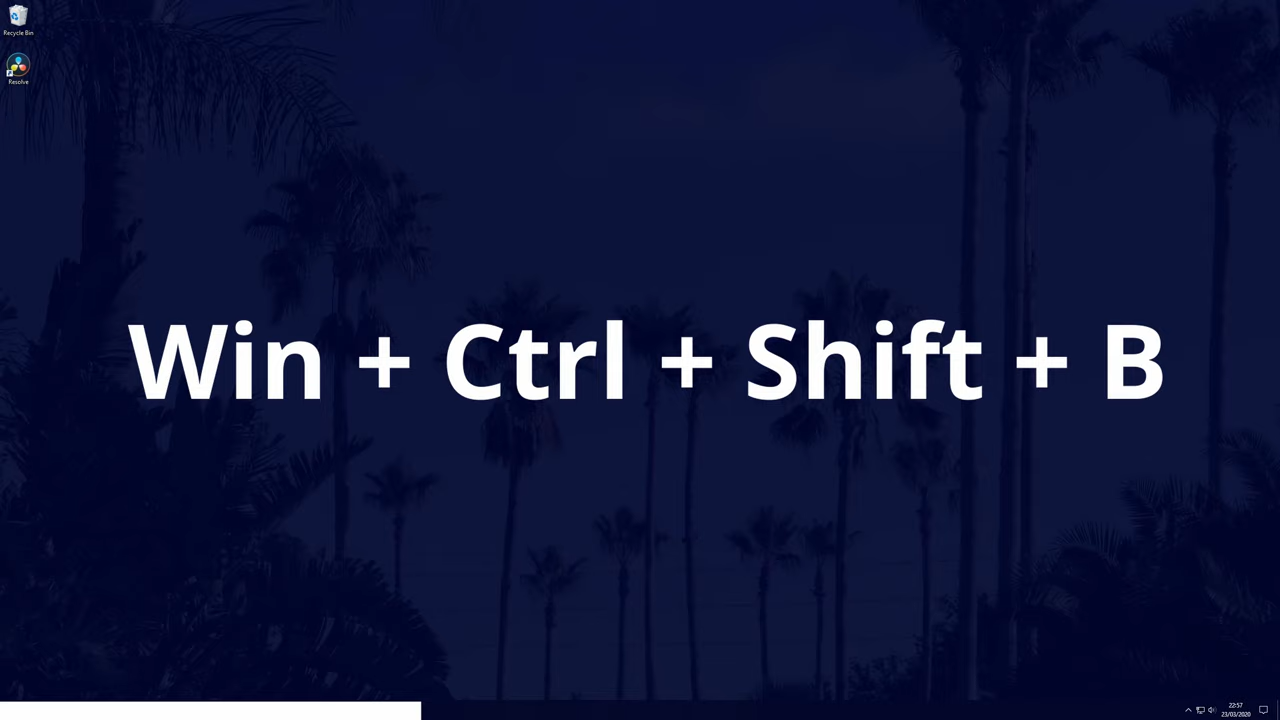 Recycle Bin
Resolve
Win + Ctrl + Shift + B
22:57
23/03/2020